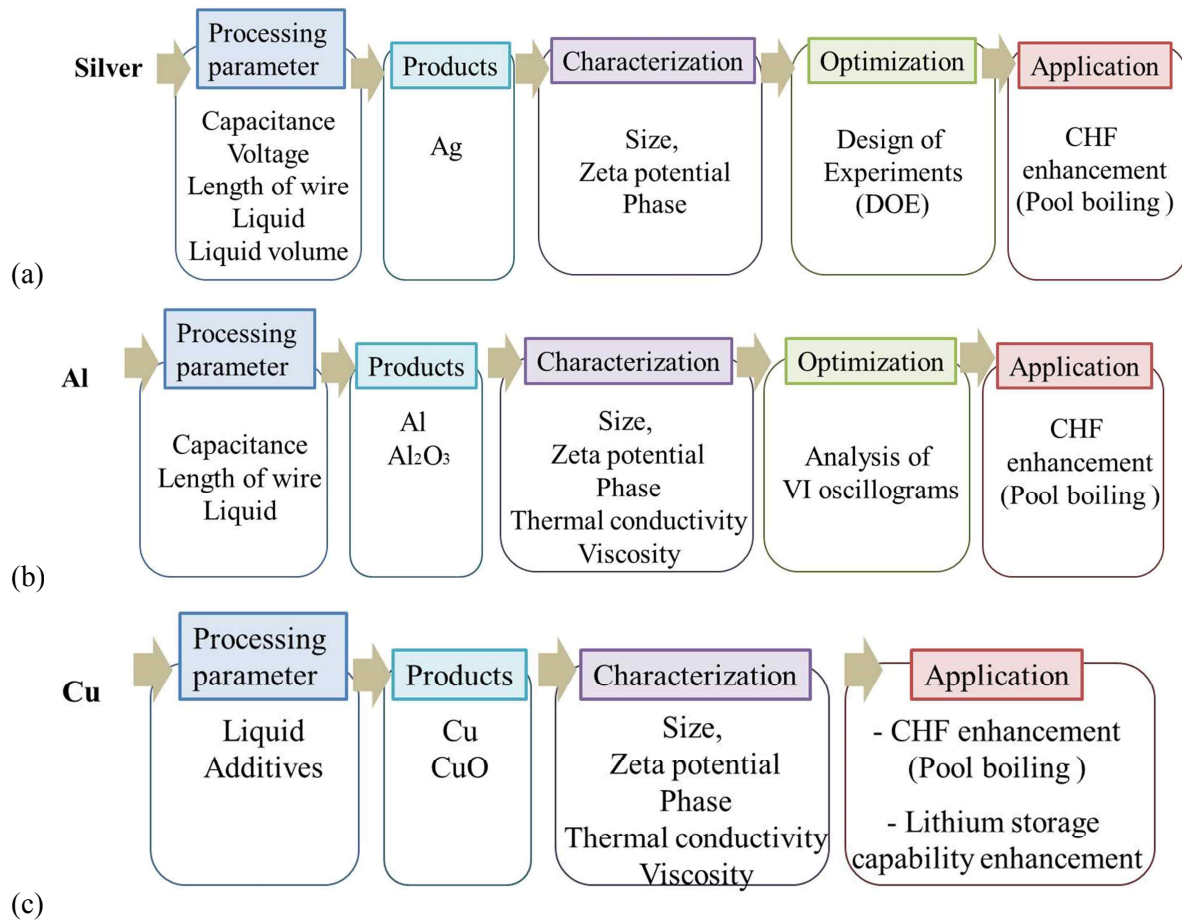 Silver
Processing
parameter
Capacitance
Voltage
Length of wire
Liquid
Liquid volume
Products
Ag
Characterization
Size,
Zeta potential
Phase
Optimization
Design of
Experiments
(DOE)
Application
CHF
enhancement
(Pool boiling )
(a)
Al
Processing
parameter
Capacitance
Length of wire
Liquid
Products
Al
Al₂O₃
Characterization
Size,
Zeta potential
Phase
Thermal conductivity
Viscosity
Optimization
Analysis of
VI oscillograms
Application
CHF
enhancement
(Pool boiling )
(b)
Cu
Processing
parameter
Liquid
Additives
Products
Cu
CuO
Characterization
Size,
Zeta potential
Phase
Thermal conductivity
Viscosity
Application
- CHF enhancement
(Pool boiling )
- Lithium storage
capability enhancement
(c)